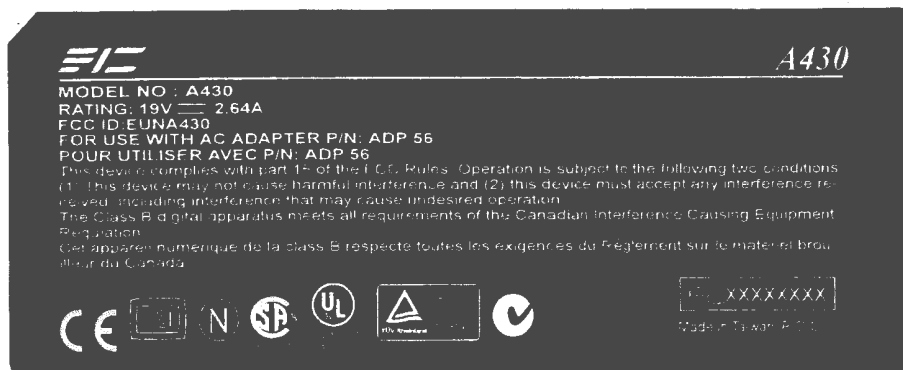 FIC
A430
MODEL NO : A430
RATING: 19V 2.64A
FCC ID:EUNA430
FOR USE WITH AC ADAPTER P/N: ADP 56
POUR UTILISER AVEC P/N: ADP 56
This device complies with part 15 of the FCC Rules. Operation is subject to the following two conditions
(1) This device may not cause harmful interference and (2) this device must accept any interference re-
ceived, including interference that may cause undesired operation
The Class B digital apparatus meets all requirements of the Canadian Interference Causing Equipment
Regulation
Cet appareil numerique de la class B respecte toutes les exigences du Règlement sur le materiel brou
illeur du Canada
CE
N
SA
UL
TÜV Rheinland
XXXXXXXX
Made in Taiwan R.O.C